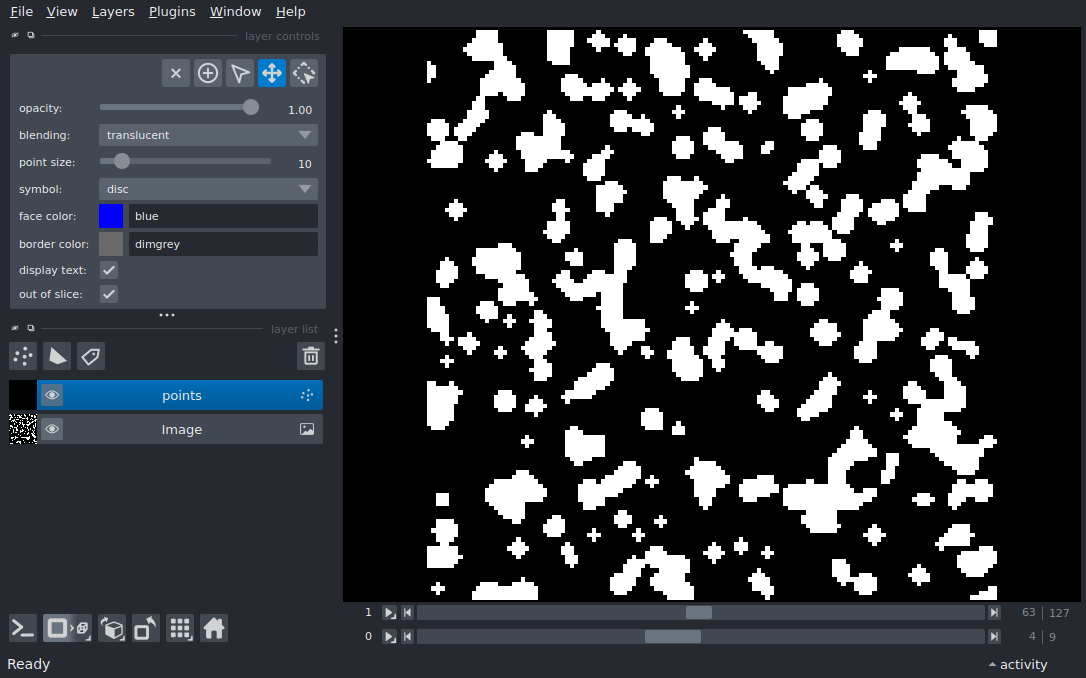 File View Layers Plugins Window Help
layer controls
opacity: 1.00
blending: translucent
point size: 10
symbol: disc
face color: blue
border color: dimgrey
display text:
out of slice:
layer list
points
Image
1 63 127
0 4 9
Ready activity